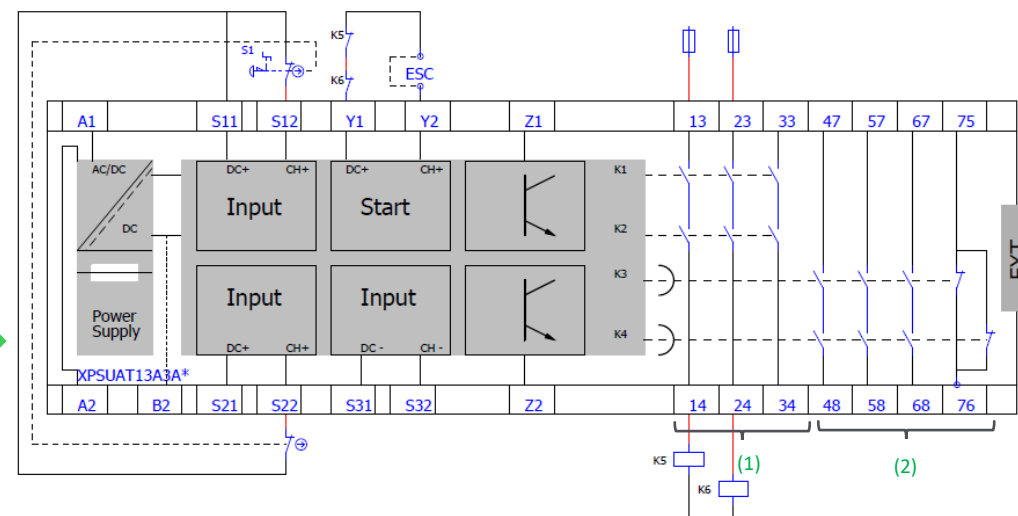 K5
S1
K6
ESC
A1 S11 S12 Y1 Y2 Z1 13 23 33 47 57 67 75
AC/DC DC+ CH+ DC+ CH+ K1
Input Start
DC K2
EXT
K3
Input Input
Power
Supply
K4
DC+ CH+ DC - CH -
XPSUAT13A3A*
A2 B2 S21 S22 S31 S32 Z2 14 24 34 48 58 68 76
K5 (1) (2)
K6